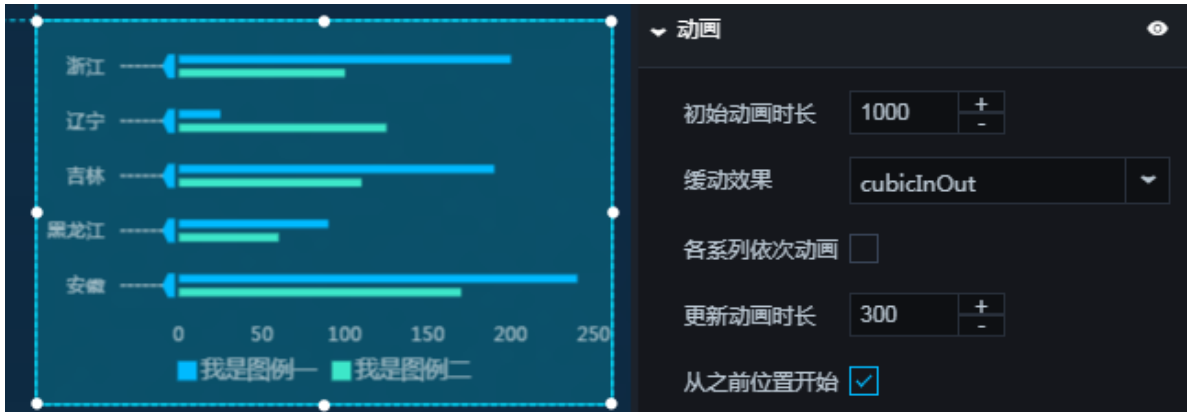 浙江
辽宁
吉林
黑龙江
安徽
0 50 100 150 200 250
我是图例一 我是图例二
动画
初始动画时长 1000 + -
缓动效果 cubicInOut
各系列依次动画
更新动画时长 300 + -
从之前位置开始